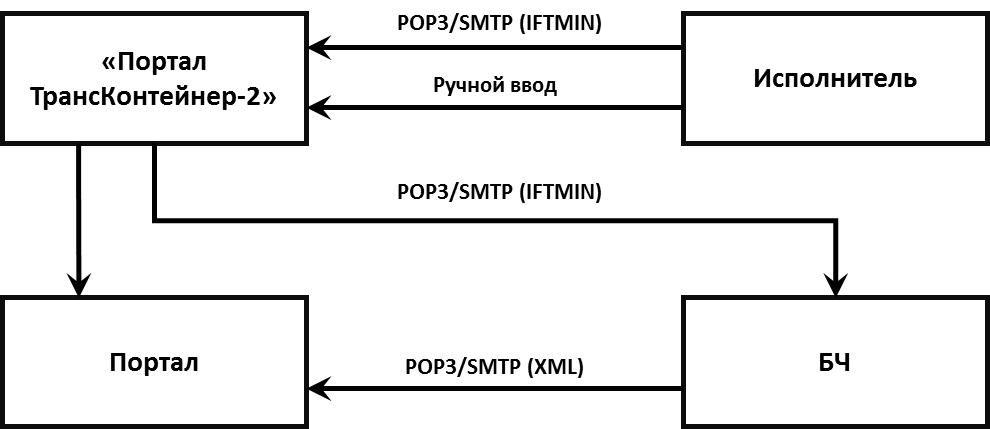 POP3/SMTP (IFTMIN)
«Портал
ТрансКонтейнер-2»
Ручной ввод
Исполнитель
POP3/SMTP (IFTMIN)
Портал
POP3/SMTP (XML)
БЧ